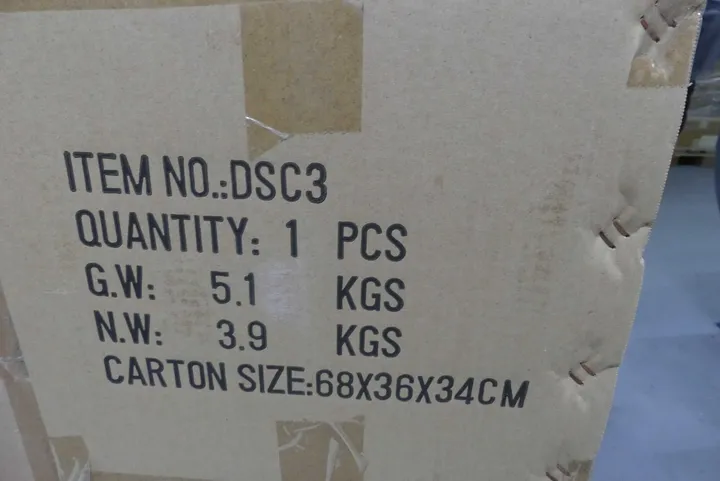 ITEM NO.:DSC3
QUANTITY: 1 PCS
G.W: 5.1 KGS
N.W: 3.9 KGS
CARTON SIZE:68X36X34CM